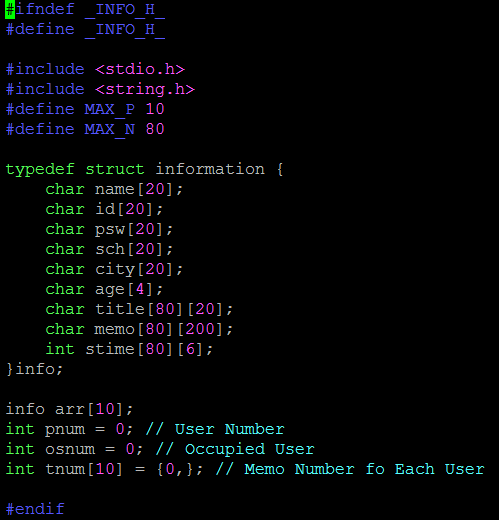 #ifndef _INFO_H_
#define _INFO_H_

#include <stdio.h>
#include <string.h>
#define MAX_P 10
#define MAX_N 80

typedef struct information {
    char name[20];
    char id[20];
    char psw[20];
    char sch[20];
    char city[20];
    char age[4];
    char title[80][20];
    char memo[80][200];
    int stime[80][6];
}info;

info arr[10];
int pnum = 0; // User Number
int osnum = 0; // Occupied User
int tnum[10] = {0,}; // Memo Number fo Each User

#endif